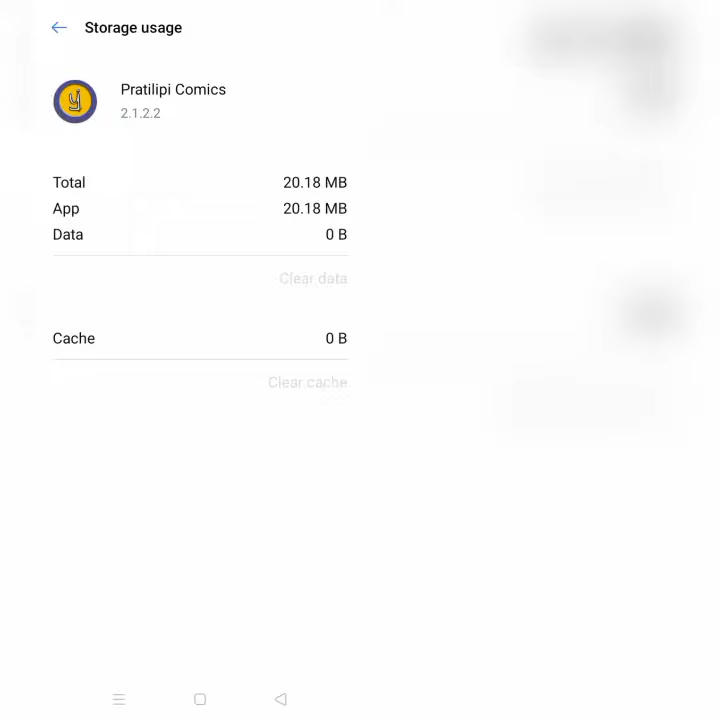 Storage usage
Pratilipi Comics
2.1.2.2
Total 20.18 MB
App 20.18 MB
Data 0 B
Clear data
Cache 0 B
Clear cache